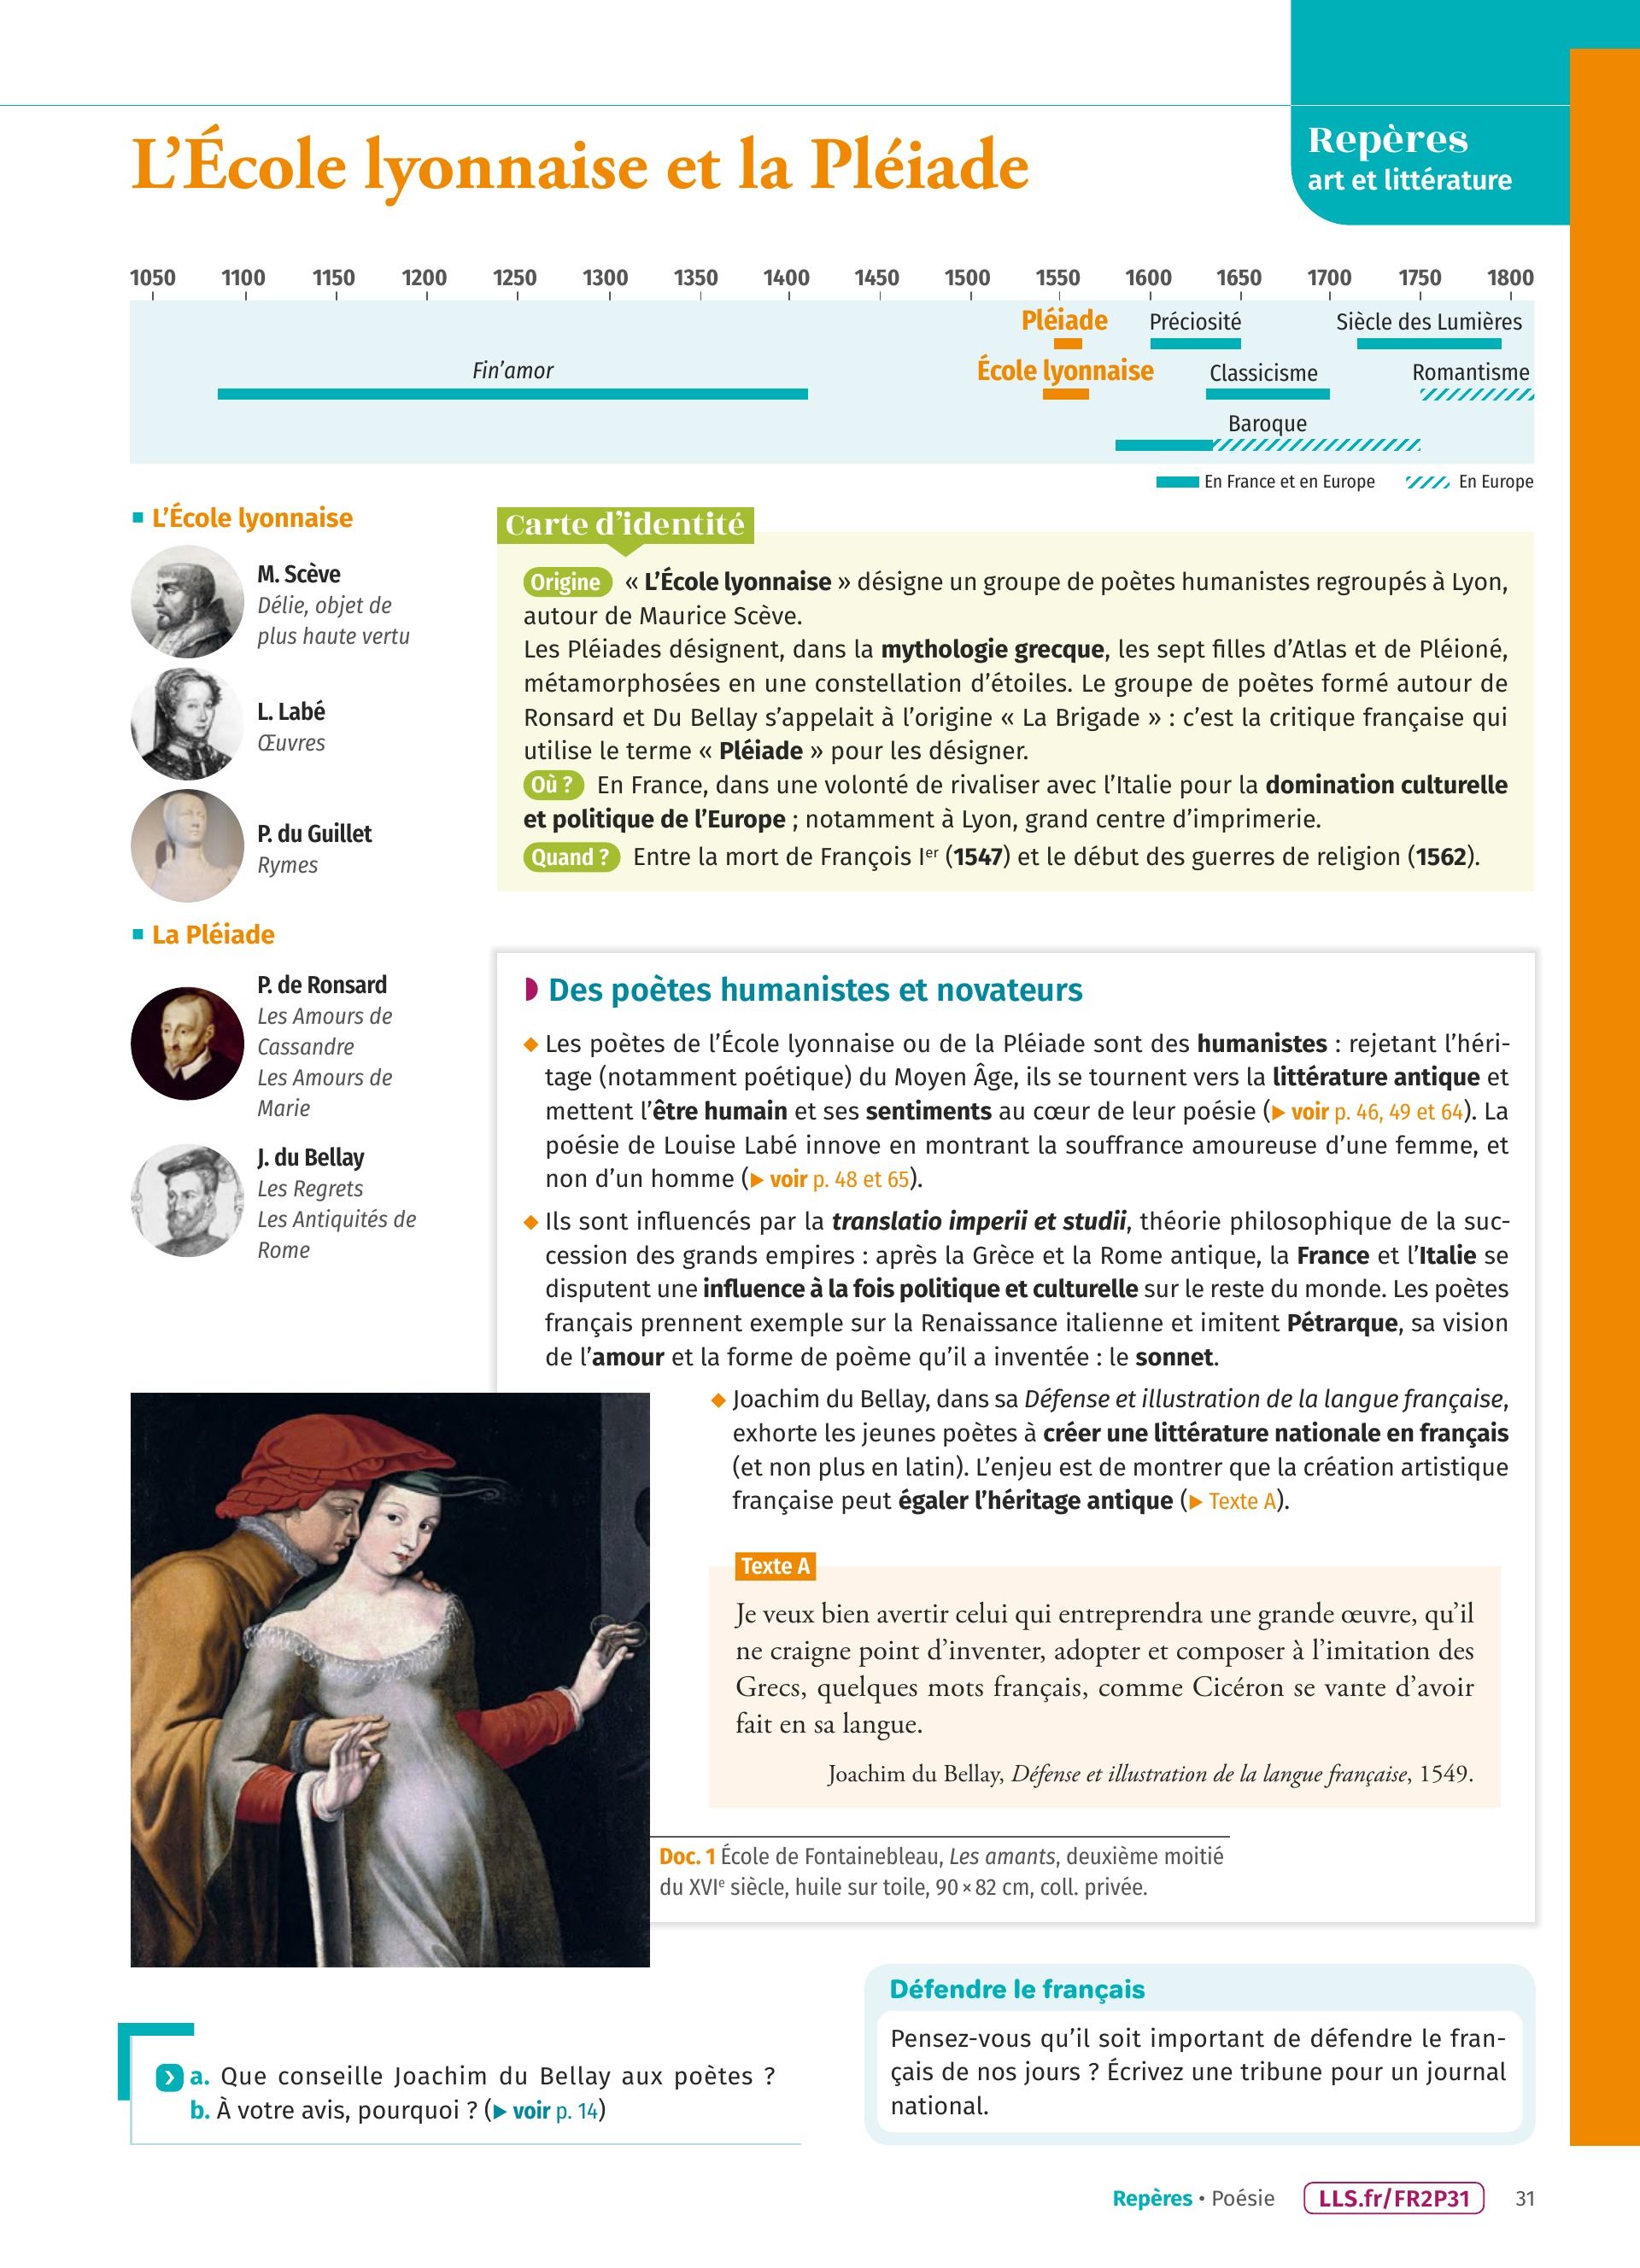 Repères
art et littérature
L'École lyonnaise et la Pléiade
1050 1100 1150 1200 1250 1300 1350 1400 1450 1500 1550 1600 1650 1700 1750 1800
Pléiade Préciosité Siècle des Lumières
Fin'amor École lyonnaise Classicisme Romantisme
Baroque
En France et en Europe En Europe
L'École lyonnaise
M. Scève
Délie, objet de
plus haute vertu
L. Labé
Œuvres
P. du Guillet
Rymes
La Pléiade
P. de Ronsard
Les Amours de
Cassandre
Les Amours de
Marie
J. du Bellay
Les Regrets
Les Antiquités de
Rome
Carte d'identité
Origine « L'École lyonnaise » désigne un groupe de poètes humanistes regroupés à Lyon,
autour de Maurice Scève.
Les Pléiades désignent, dans la mythologie grecque, les sept filles d'Atlas et de Pléioné,
métamorphosées en une constellation d'étoiles. Le groupe de poètes formé autour de
Ronsard et Du Bellay s'appelait à l'origine « La Brigade » : c'est la critique française qui
utilise le terme « Pléiade » pour les désigner.
Où ? En France, dans une volonté de rivaliser avec l'Italie pour la domination culturelle
et politique de l'Europe ; notamment à Lyon, grand centre d'imprimerie.
Quand ? Entre la mort de François Ier (1547) et le début des guerres de religion (1562).
Des poètes humanistes et novateurs
◆ Les poètes de l'École lyonnaise ou de la Pléiade sont des humanistes : rejetant l'héri-
tage (notamment poétique) du Moyen Âge, ils se tournent vers la littérature antique et
mettent l'être humain et ses sentiments au cœur de leur poésie (▶ voir p. 46, 49 et 64). La
poésie de Louise Labé innove en montrant la souffrance amoureuse d'une femme, et
non d'un homme (▶ voir p. 48 et 65).
◆ Ils sont influencés par la translatio imperii et studii, théorie philosophique de la suc-
cession des grands empires : après la Grèce et la Rome antique, la France et l'Italie se
disputent une influence à la fois politique et culturelle sur le reste du monde. Les poètes
français prennent exemple sur la Renaissance italienne et imitent Pétrarque, sa vision
de l'amour et la forme de poème qu'il a inventée : le sonnet.
◆ Joachim du Bellay, dans sa Défense et illustration de la langue française,
exhorte les jeunes poètes à créer une littérature nationale en français
(et non plus en latin). L'enjeu est de montrer que la création artistique
française peut égaler l'héritage antique (▶ Texte A).
Texte A
Je veux bien avertir celui qui entreprendra une grande œuvre, qu'il
ne craigne point d'inventer, adopter et composer à l'imitation des
Grecs, quelques mots français, comme Cicéron se vante d'avoir
fait en sa langue.
Joachim du Bellay, Défense et illustration de la langue française, 1549.
Doc. 1 École de Fontainebleau, Les amants, deuxième moitié
du XVIe siècle, huile sur toile, 90 × 82 cm, coll. privée.
a. Que conseille Joachim du Bellay aux poètes ?
b. À votre avis, pourquoi ? (▶ voir p. 14)
Défendre le français
Pensez-vous qu'il soit important de défendre le fran-
çais de nos jours ? Écrivez une tribune pour un journal
national.
Repères • Poésie LLS.fr/FR2P31 31